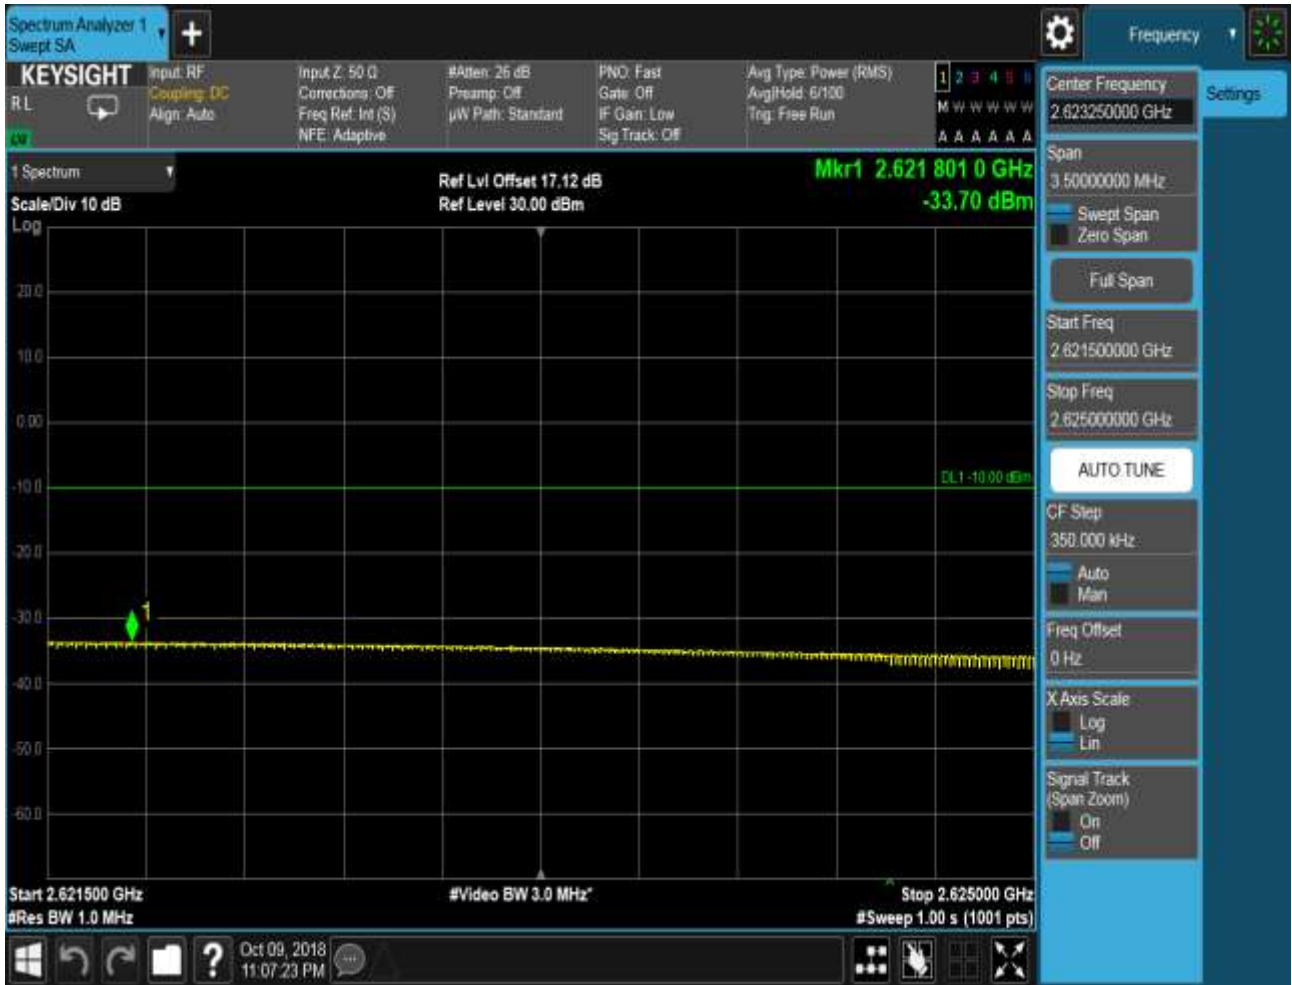 Spectrum Analyzer 1
Swept SA
+
Frequency
KEYSIGHT
RL
Input: RF
Coupling: DC
Align: Auto
Input Z: 50 Ω
Corrections: Off
Freq Ref: Int (S)
NFE: Adaptive
#Atten: 26 dB
Preamp: Off
µW Path: Standard
PNO: Fast
Gate: Off
IF Gain: Low
Sig Track: Off
Avg Type: Power (RMS)
Avg|Hold: 6/100
Trig: Free Run
1 2 3 4 5 6
M W W W W W
A A A A A A
1 Spectrum
Scale/Div 10 dB
Log
Ref Lvl Offset 17.12 dB
Ref Level 30.00 dBm
Mkr1 2.621 801 0 GHz
-33.70 dBm
20.0
10.0
0.00
-10.0
-20.0
-30.0
-40.0
-50.0
-60.0
DL1 -10.00 dBm
1
Start 2.621500 GHz
#Res BW 1.0 MHz
#Video BW 3.0 MHz*
Stop 2.625000 GHz
#Sweep 1.00 s (1001 pts)
Center Frequency
2.623250000 GHz
Settings
Span
3.50000000 MHz
Swept Span
Zero Span
Full Span
Start Freq
2.621500000 GHz
Stop Freq
2.625000000 GHz
AUTO TUNE
CF Step
350.000 kHz
Auto
Man
Freq Offset
0 Hz
X Axis Scale
Log
Lin
Signal Track
(Span Zoom)
On
Off
?
Oct 09, 2018
11:07:23 PM